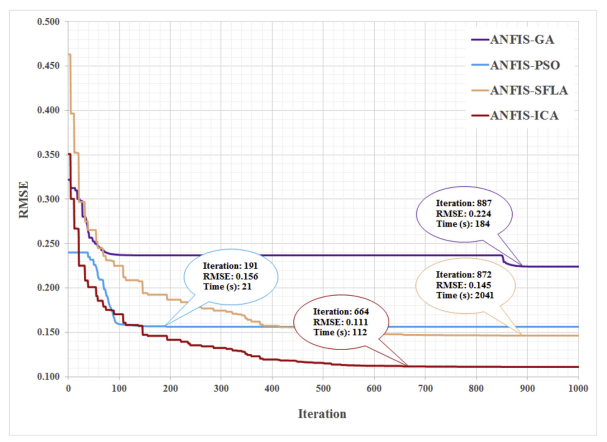 0.500
0.450
0.400
0.350
0.300
0.250
0.200
0.150
0.100
RMSE
ANFIS-GA
ANFIS-PSO
ANFIS-SFLA
ANFIS-ICA
Iteration: 887
RMSE: 0.224
Time (s): 184
Iteration: 191
RMSE: 0.156
Time (s): 21
Iteration: 872
RMSE: 0.145
Time (s): 2041
Iteration: 664
RMSE: 0.111
Time (s): 112
0 100 200 300 400 500 600 700 800 900 1000
Iteration